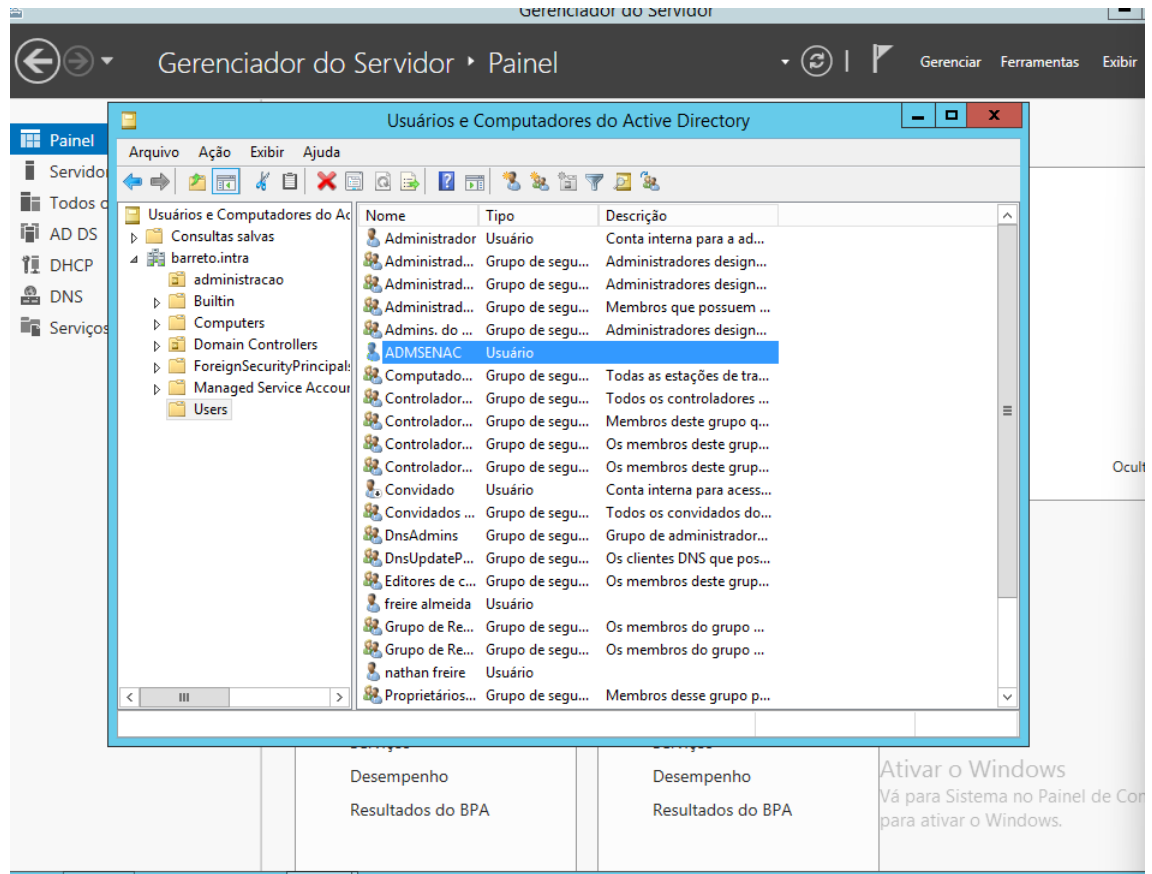 Gerenciador do Servidor
Gerenciador do Servidor ‣ Painel
Gerenciar Ferramentas Exibir
Usuários e Computadores do Active Directory
Arquivo Ação Exibir Ajuda
Painel
Servidor
Todos
AD DS
DHCP
DNS
Serviços
Usuários e Computadores do Ac
Consultas salvas
barreto.intra
administracao
Builtin
Computers
Domain Controllers
ForeignSecurityPrincipals
Managed Service Accour
Users
Nome Tipo Descrição
Administrador Usuário Conta interna para a ad...
Administrad... Grupo de segu... Administradores design...
Administrad... Grupo de segu... Administradores design...
Administrad... Grupo de segu... Membros que possuem ...
Admins. do ... Grupo de segu... Administradores design...
ADMSENAC Usuário
Computado... Grupo de segu... Todas as estações de tra...
Controlador... Grupo de segu... Todos os controladores ...
Controlador... Grupo de segu... Membros deste grupo q...
Controlador... Grupo de segu... Os membros deste grup...
Controlador... Grupo de segu... Os membros deste grup...
Convidado Usuário Conta interna para acess...
Convidados ... Grupo de segu... Todos os convidados do...
DnsAdmins Grupo de segu... Grupo de administrador...
DnsUpdateP... Grupo de segu... Os clientes DNS que pos...
Editores de c... Grupo de segu... Os membros deste grup...
freire almeida Usuário
Grupo de Re... Grupo de segu... Os membros do grupo ...
Grupo de Re... Grupo de segu... Os membros do grupo ...
nathan freire Usuário
Proprietários... Grupo de segu... Membros desse grupo p...
Ocult
Desempenho
Resultados do BPA
Desempenho
Resultados do BPA
Ativar o Windows
Vá para Sistema no Painel de Con
para ativar o Windows.